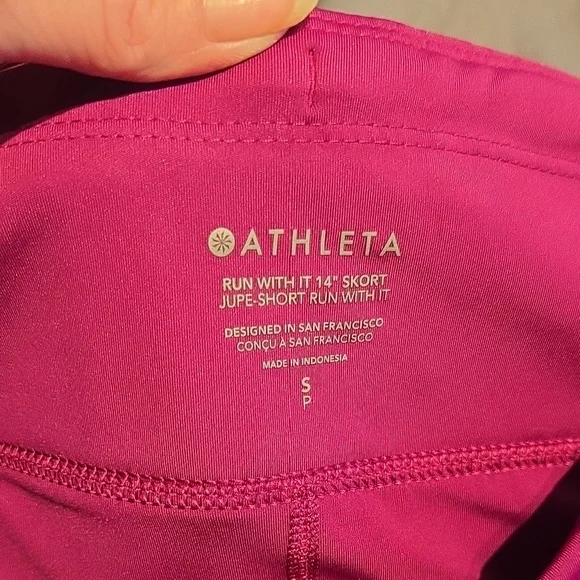 ATHLETA
RUN WITH IT 14" SKORT
JUPE-SHORT RUN WITH IT
DESIGNED IN SAN FRANCISCO
CONÇU À SAN FRANCISCO
MADE IN INDONESIA
S
P